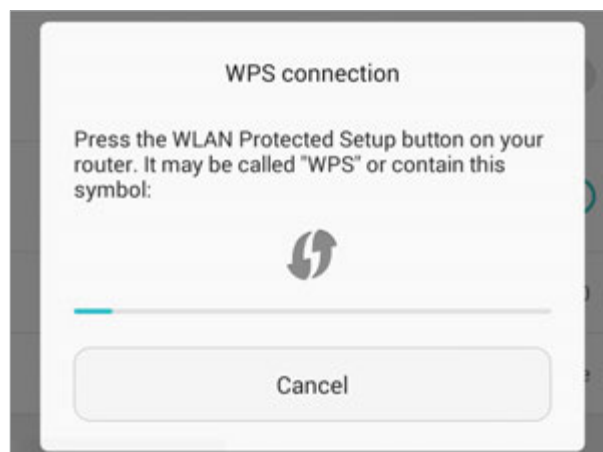 WPS connection
Press the WLAN Protected Setup button on your
router. It may be called "WPS" or contain this
symbol:
Cancel